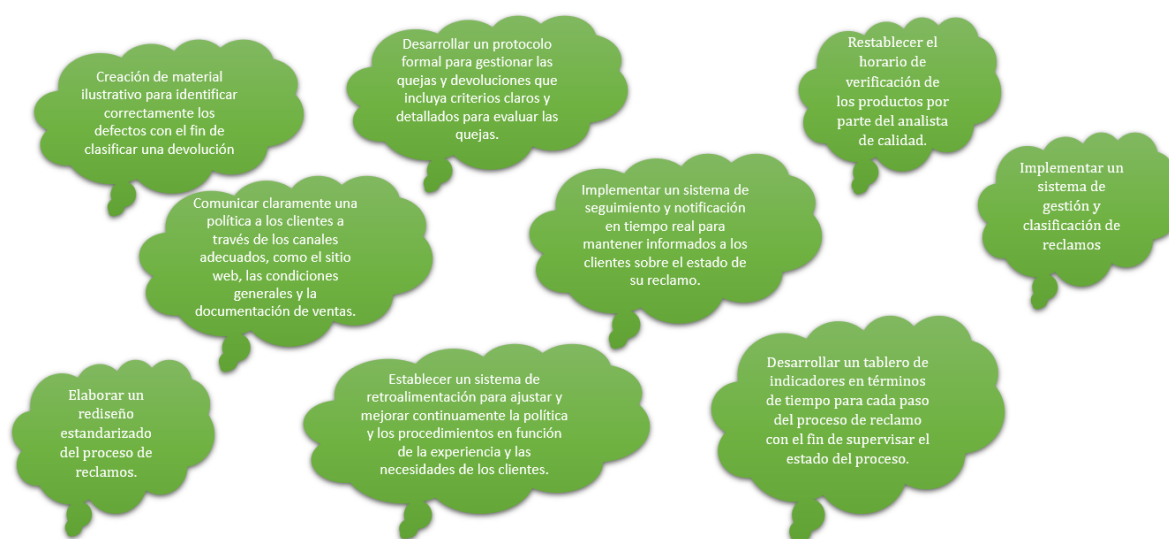 Creación de material
ilustrativo para identificar
correctamente los
defectos con el fin de
clasificar una devolución
Desarrollar un protocolo
formal para gestionar las
quejas y devoluciones que
incluya criterios claros y
detallados para evaluar las
quejas.
Restablecer el
horario de
verificación de
los productos por
parte del analista
de calidad.
Comunicar claramente una
política a los clientes a
través de los canales
adecuados, como el sitio
web, las condiciones
generales y la
documentación de ventas.
Implementar un sistema de
seguimiento y notificación
en tiempo real para
mantener informados a los
clientes sobre el estado de
su reclamo.
Implementar un
sistema de
gestión y
clasificación de
reclamos
Elaborar un
rediseño
estandarizado
del proceso de
reclamos.
Establecer un sistema de
retroalimentación para ajustar y
mejorar continuamente la política
y los procedimientos en función
de la experiencia y las
necesidades de los clientes.
Desarrollar un tablero de
indicadores en términos
de tiempo para cada paso
del proceso de reclamo
con el fin de supervisar el
estado del proceso.